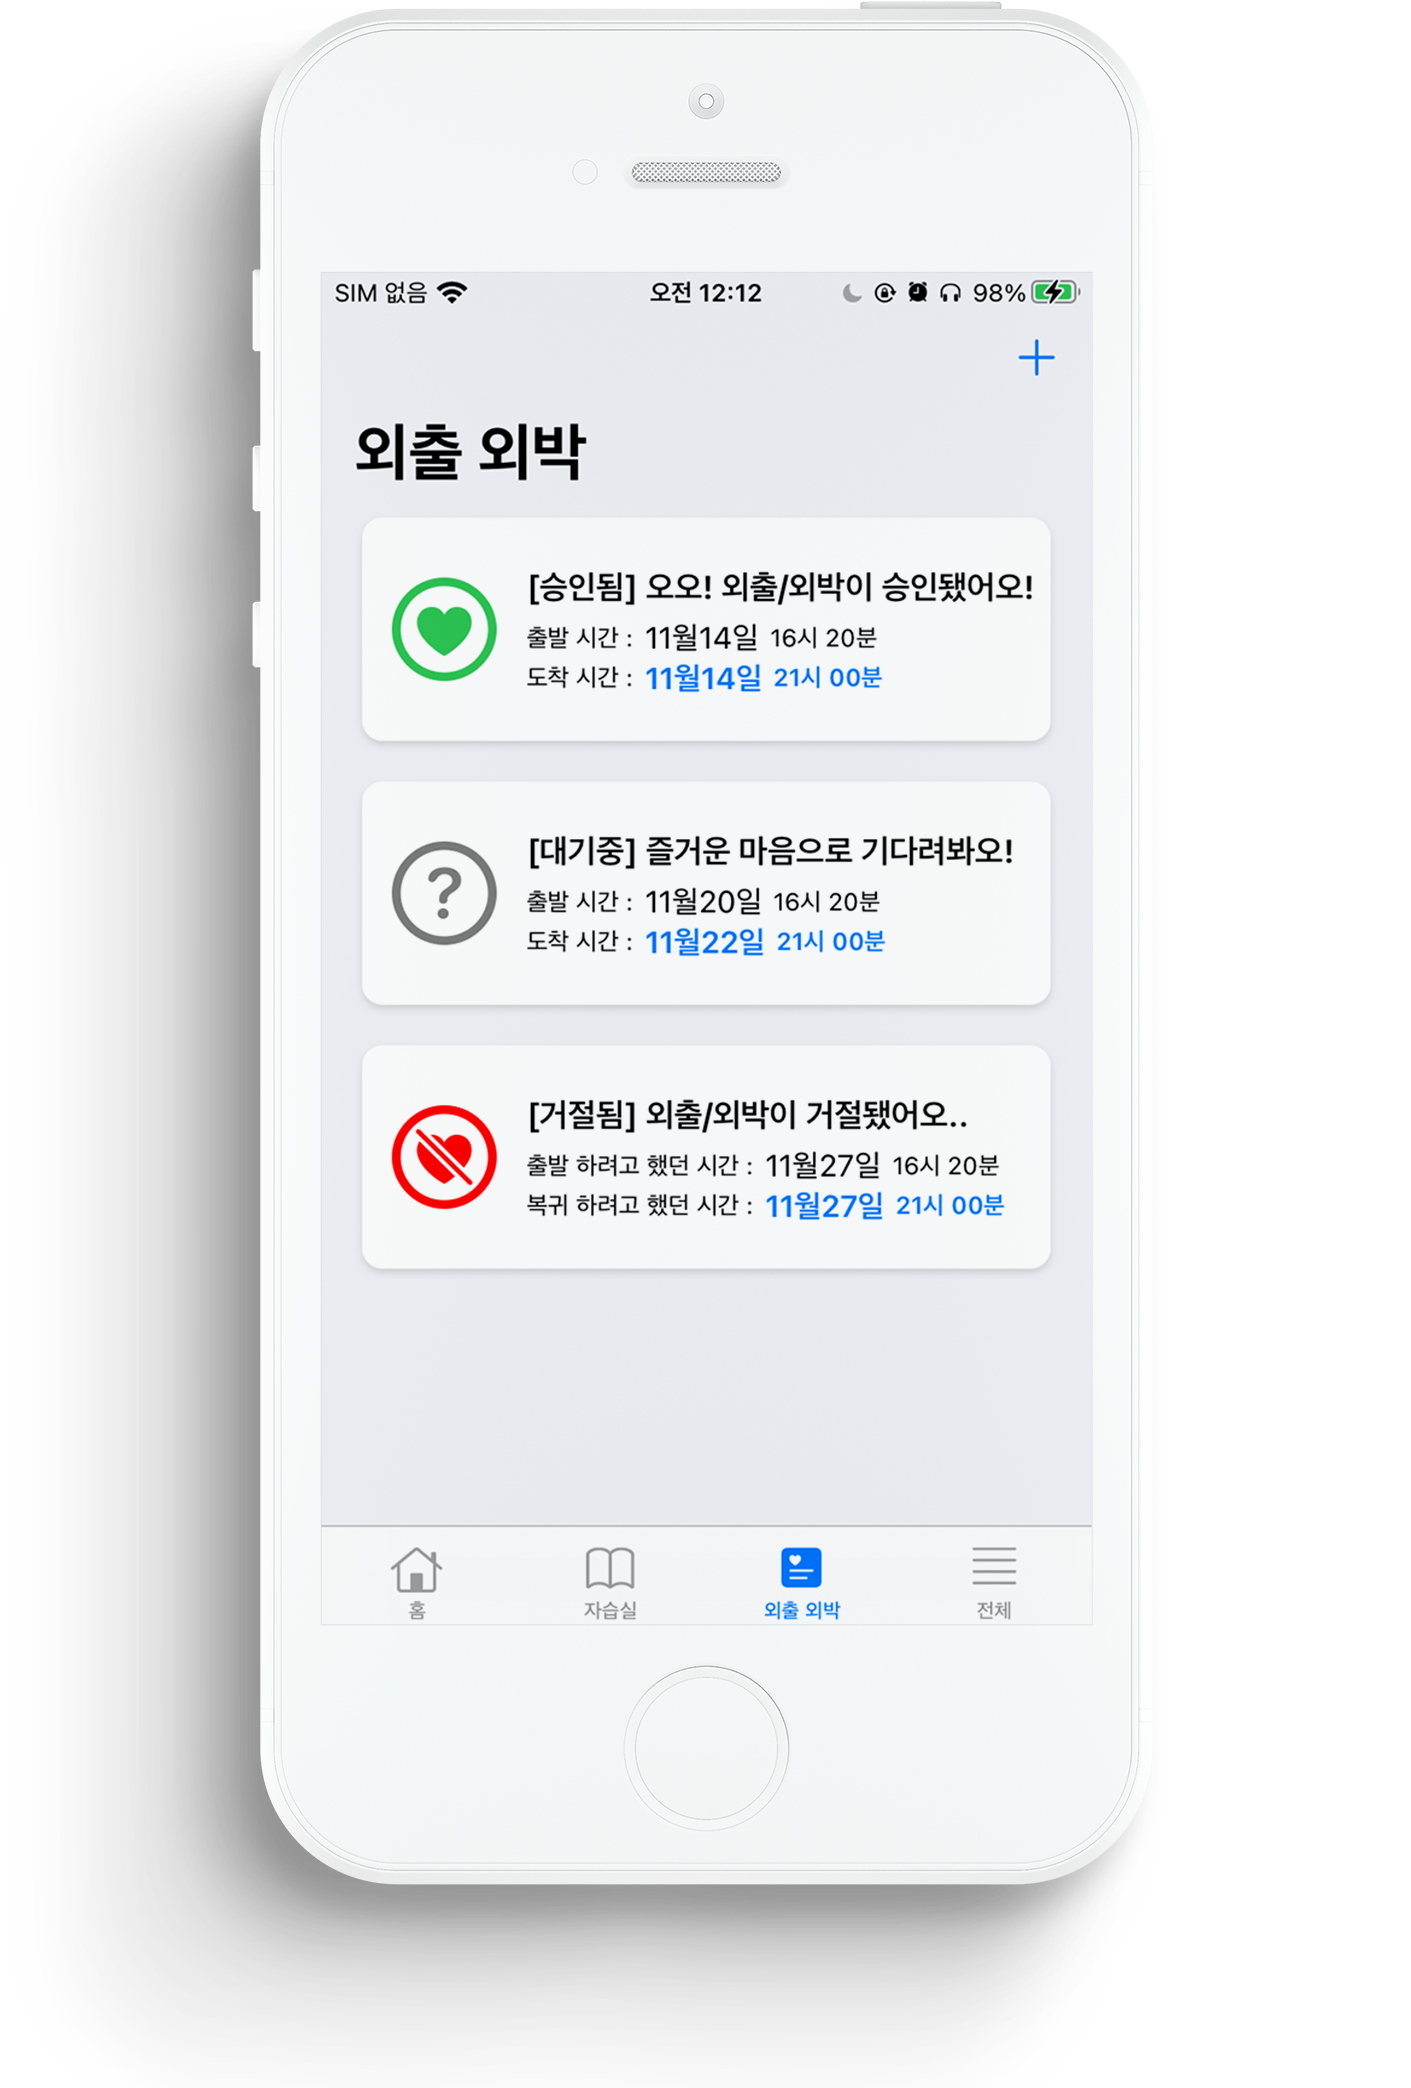 SIM 없음 오전 12:12 98%
외출 외박
[승인됨] 오오! 외출/외박이 승인됐어오!
출발 시간 : 11월14일 16시 20분
도착 시간 : 11월14일 21시 00분
[대기중] 즐거운 마음으로 기다려봐오!
출발 시간 : 11월20일 16시 20분
도착 시간 : 11월22일 21시 00분
[거절됨] 외출/외박이 거절됐어오..
출발 하려고 했던 시간 : 11월27일 16시 20분
복귀 하려고 했던 시간 : 11월27일 21시 00분
홈 자습실 외출 외박 전체